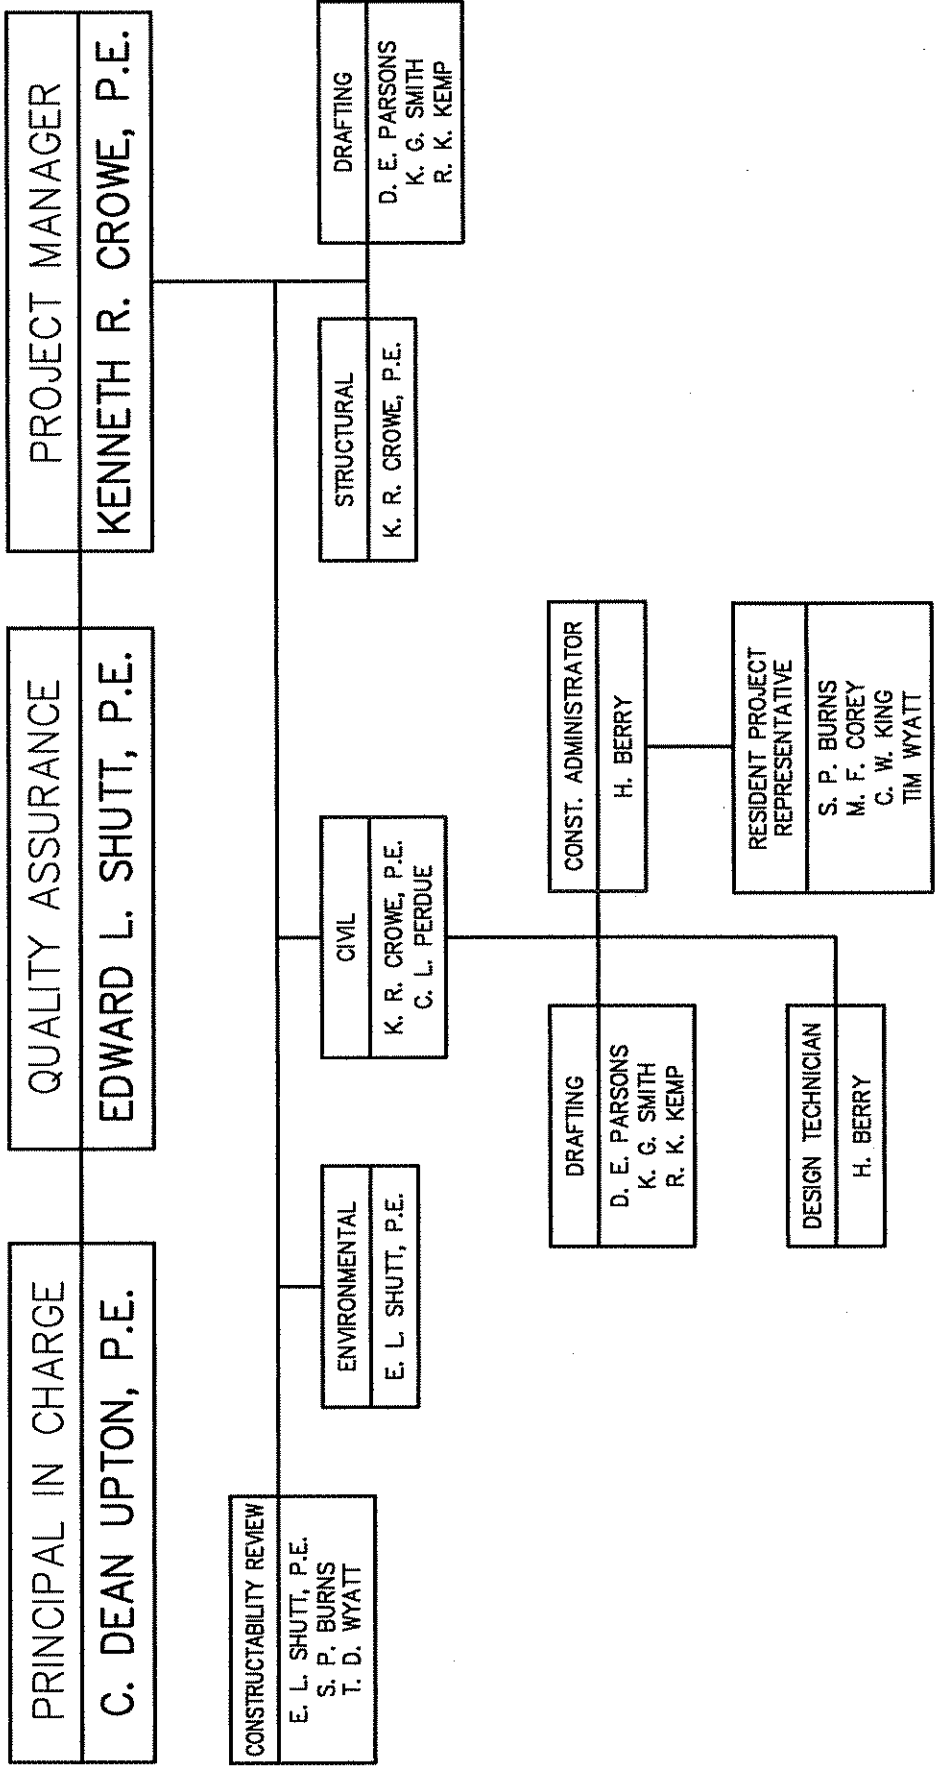 PRINCIPAL IN CHARGE
C. DEAN UPTON, P.E.
QUALITY ASSURANCE
EDWARD L. SHUTT, P.E.
PROJECT MANAGER
KENNETH R. CROWE, P.E.
CONSTRUCTABILITY REVIEW
E. L. SHUTT, P.E.
S. P. BURNS
T. D. WYATT
ENVIRONMENTAL
E. L. SHUTT, P.E.
CIVIL
K. R. CROWE, P.E.
C. L. PERDUE
STRUCTURAL
K. R. CROWE, P.E.
DRAFTING
D. E. PARSONS
K. G. SMITH
R. K. KEMP
DRAFTING
D. E. PARSONS
K. G. SMITH
R. K. KEMP
CONST. ADMINISTRATOR
H. BERRY
DESIGN TECHNICIAN
H. BERRY
RESIDENT PROJECT
REPRESENTATIVE
S. P. BURNS
M. F. COREY
C. W. KING
TIM WYATT